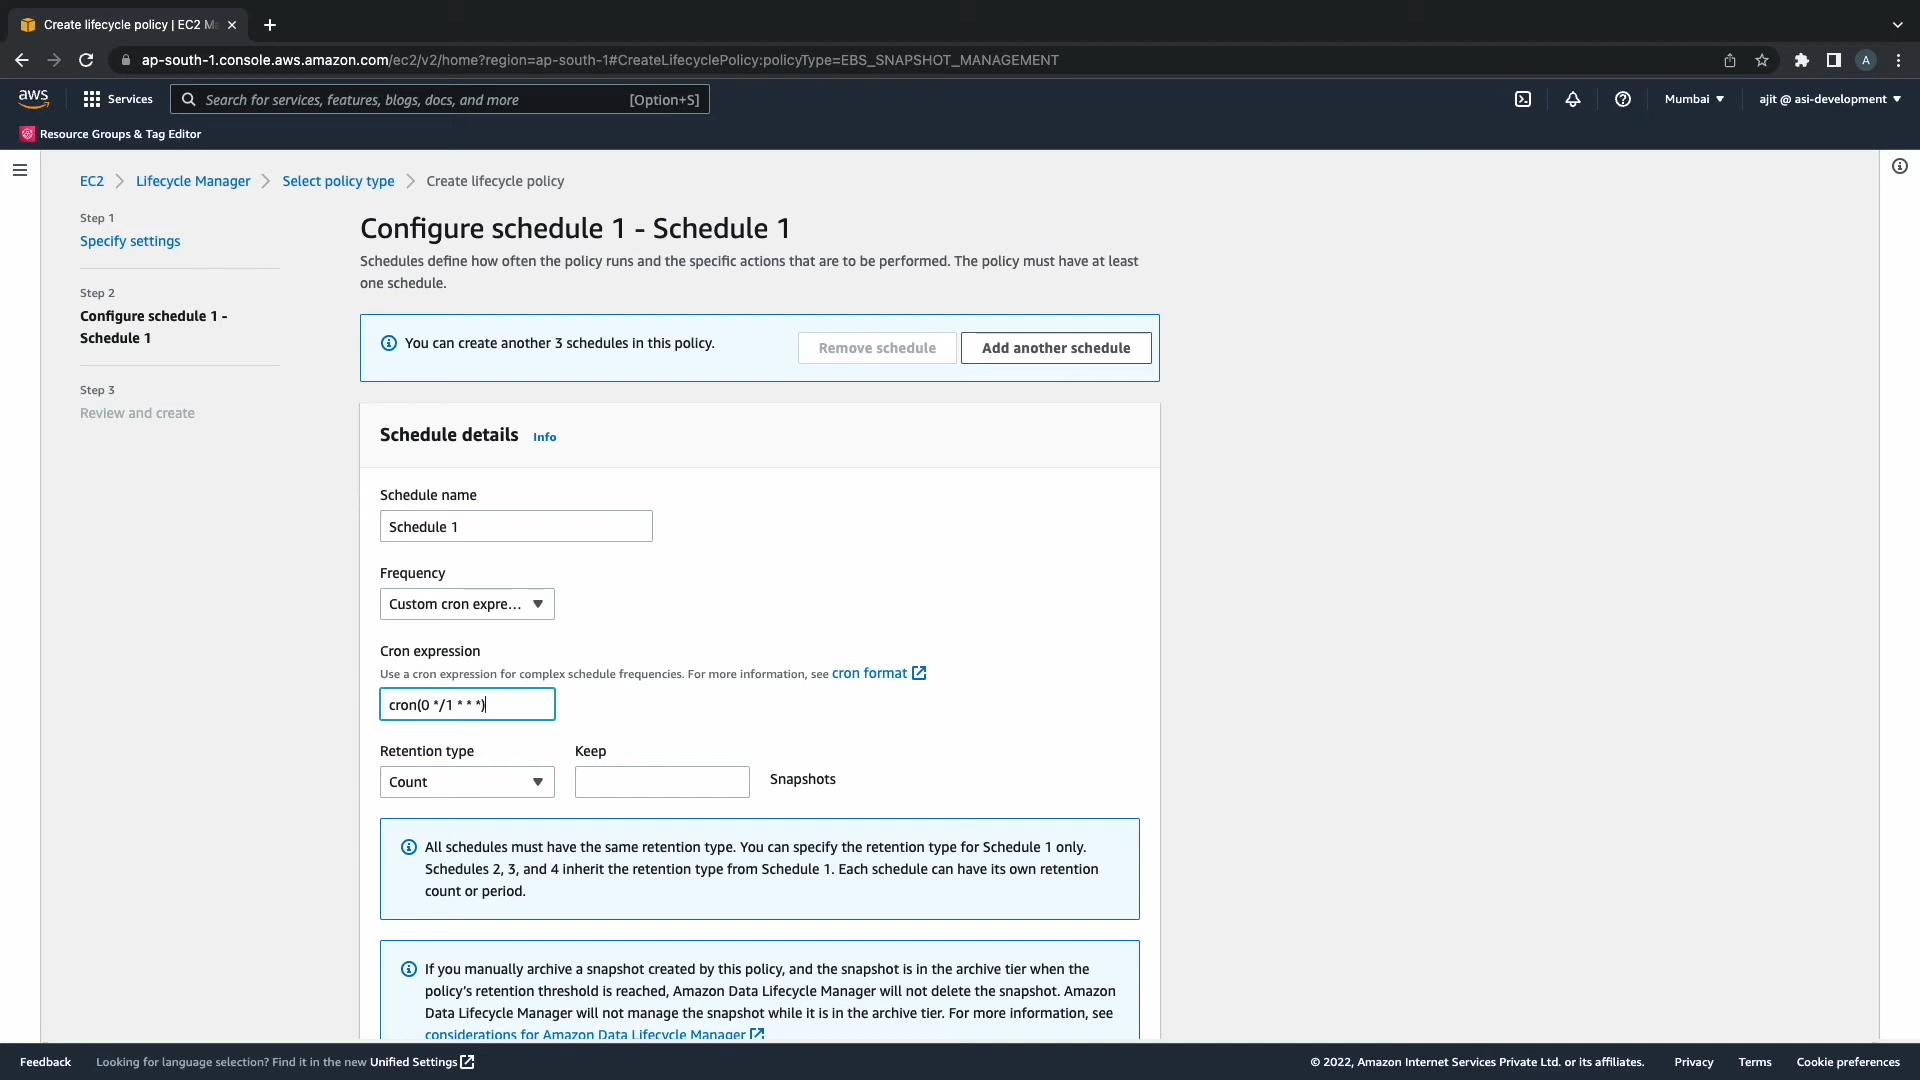 Create lifecycle policy | EC2 Ma
ap-south-1.console.aws.amazon.com/ec2/v2/home?region=ap-south-1#CreateLifecyclePolicy:policyType=EBS_SNAPSHOT_MANAGEMENT
A
aws
Services
Search for services, features, blogs, docs, and more
[Option+S]
Mumbai
ajit @ asi-development
Resource Groups & Tag Editor
EC2
Lifecycle Manager
Select policy type
Create lifecycle policy
Step 1
Specify settings
Step 2
Configure schedule 1 -
Schedule 1
Step 3
Review and create
Configure schedule 1 - Schedule 1
Schedules define how often the policy runs and the specific actions that are to be performed. The policy must have at least
one schedule.
You can create another 3 schedules in this policy.
Remove schedule
Add another schedule
Schedule details
Info
Schedule name
Schedule 1
Frequency
Custom cron expre...
Cron expression
Use a cron expression for complex schedule frequencies. For more information, see cron format
cron(0 */1 * * *)
Retention type
Keep
Count
Snapshots
All schedules must have the same retention type. You can specify the retention type for Schedule 1 only.
Schedules 2, 3, and 4 inherit the retention type from Schedule 1. Each schedule can have its own retention
count or period.
If you manually archive a snapshot created by this policy, and the snapshot is in the archive tier when the
policy's retention threshold is reached, Amazon Data Lifecycle Manager will not delete the snapshot. Amazon
Data Lifecycle Manager will not manage the snapshot while it is in the archive tier. For more information, see
considerations for Amazon Data Lifecycle Manager
Feedback
Looking for language selection? Find it in the new Unified Settings
© 2022, Amazon Internet Services Private Ltd. or its affiliates.
Privacy
Terms
Cookie preferences